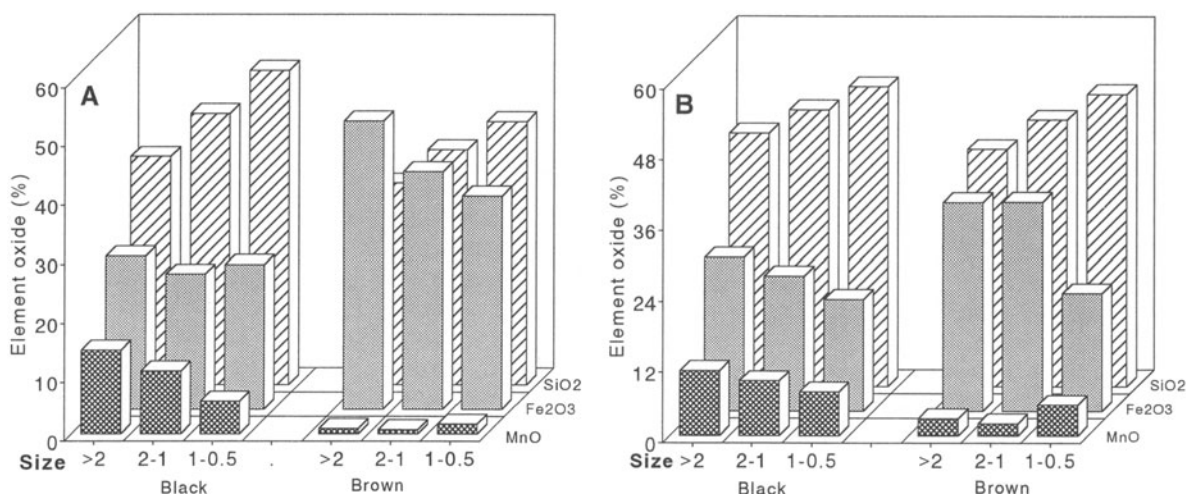 A
60
50
40
30
20
10
0
Element oxide (%)
SiO2
Fe2O3
MnO
Size >2 2-1 1-0.5 . >2 2-1 1-0.5
Black Brown
B
60
48
36
24
12
0
Element oxide (%)
SiO2
Fe2O3
MnO
Size >2 2-1 1-0.5 >2 2-1 1-0.5
Black Brown